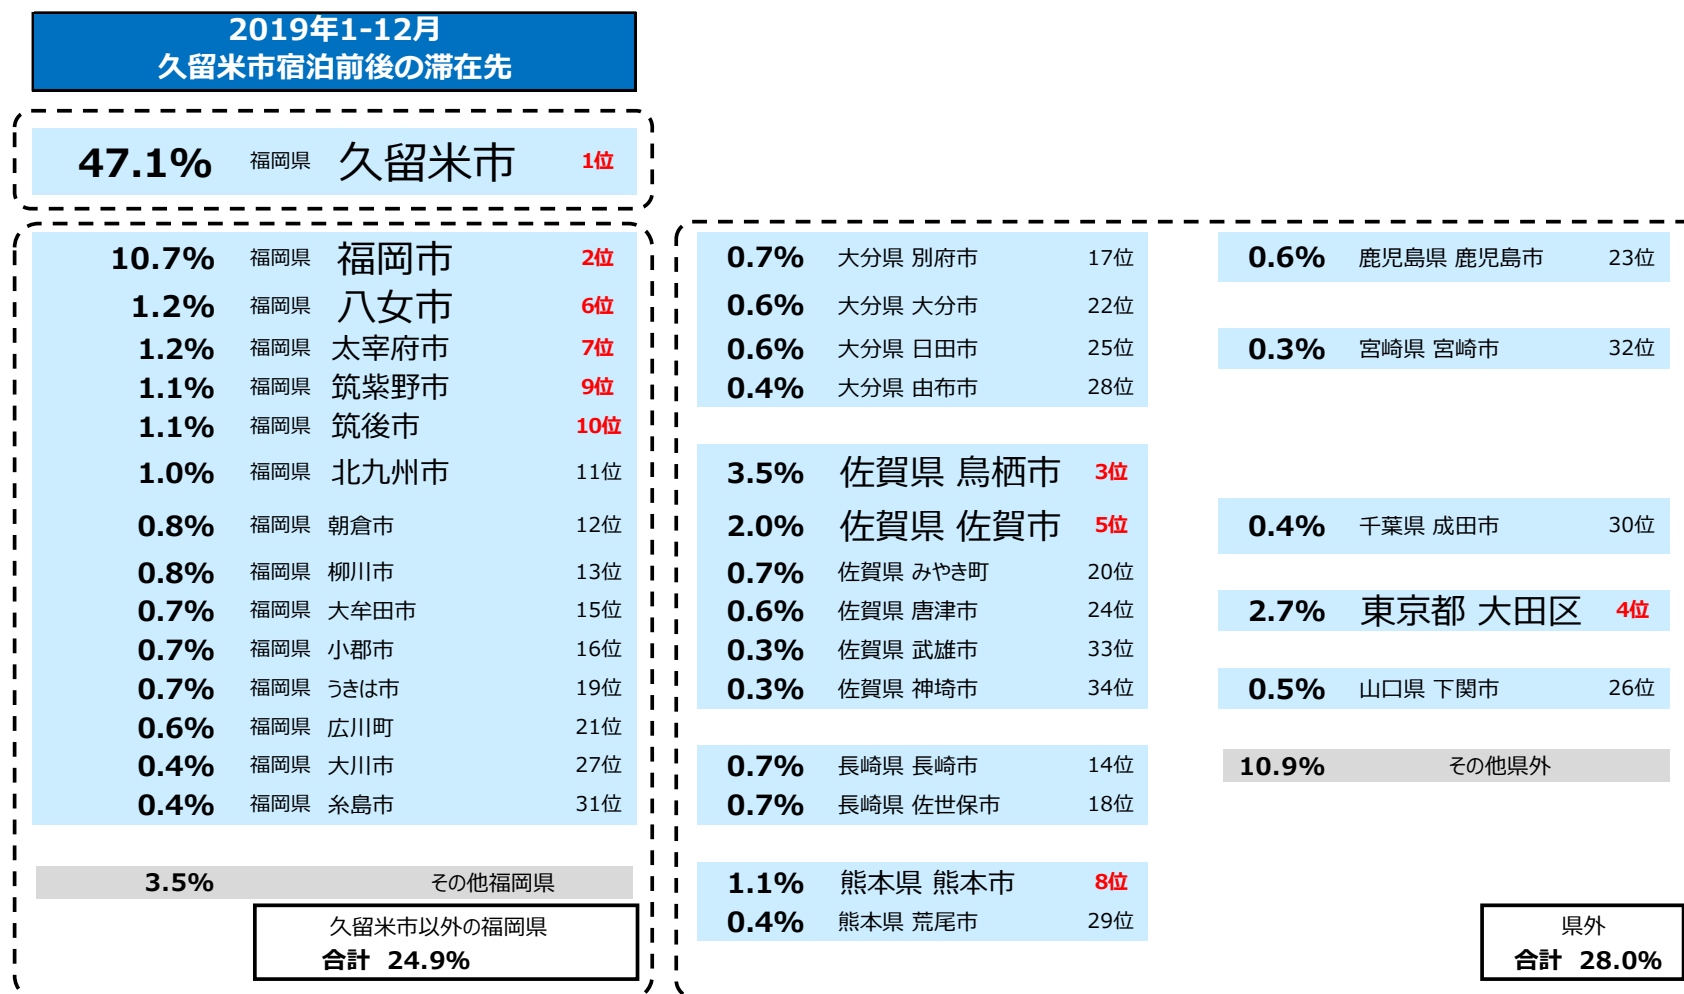 2019年1-12月
久留米市宿泊前後の滞在先
47.1% 福岡県 久留米市 1位
10.7% 福岡県 福岡市 2位
1.2% 福岡県 八女市 6位
1.2% 福岡県 太宰府市 7位
1.1% 福岡県 筑紫野市 9位
1.1% 福岡県 筑後市 10位
1.0% 福岡県 北九州市 11位
0.8% 福岡県 朝倉市 12位
0.8% 福岡県 柳川市 13位
0.7% 福岡県 大牟田市 15位
0.7% 福岡県 小郡市 16位
0.7% 福岡県 うきは市 19位
0.6% 福岡県 広川町 21位
0.4% 福岡県 大川市 27位
0.4% 福岡県 糸島市 31位
3.5% その他福岡県
久留米市以外の福岡県
合計 24.9%
0.7% 大分県 別府市 17位
0.6% 大分県 大分市 22位
0.6% 大分県 日田市 25位
0.4% 大分県 由布市 28位
3.5% 佐賀県 鳥栖市 3位
2.0% 佐賀県 佐賀市 5位
0.7% 佐賀県 みやき町 20位
0.6% 佐賀県 唐津市 24位
0.3% 佐賀県 武雄市 33位
0.3% 佐賀県 神埼市 34位
0.7% 長崎県 長崎市 14位
0.7% 長崎県 佐世保市 18位
1.1% 熊本県 熊本市 8位
0.4% 熊本県 荒尾市 29位
0.6% 鹿児島県 鹿児島市 23位
0.3% 宮崎県 宮崎市 32位
0.4% 千葉県 成田市 30位
2.7% 東京都 大田区 4位
0.5% 山口県 下関市 26位
10.9% その他県外
県外
合計 28.0%